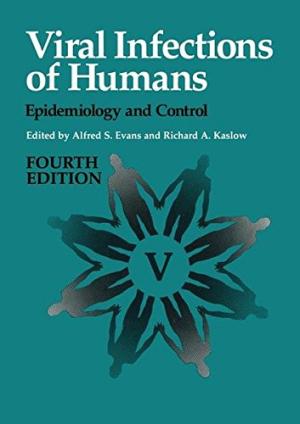 Viral Infections
of Humans
Epidemiology and Control
Edited by Alfred S. Evans and Richard A. Kaslow
FOURTH
EDITION
V